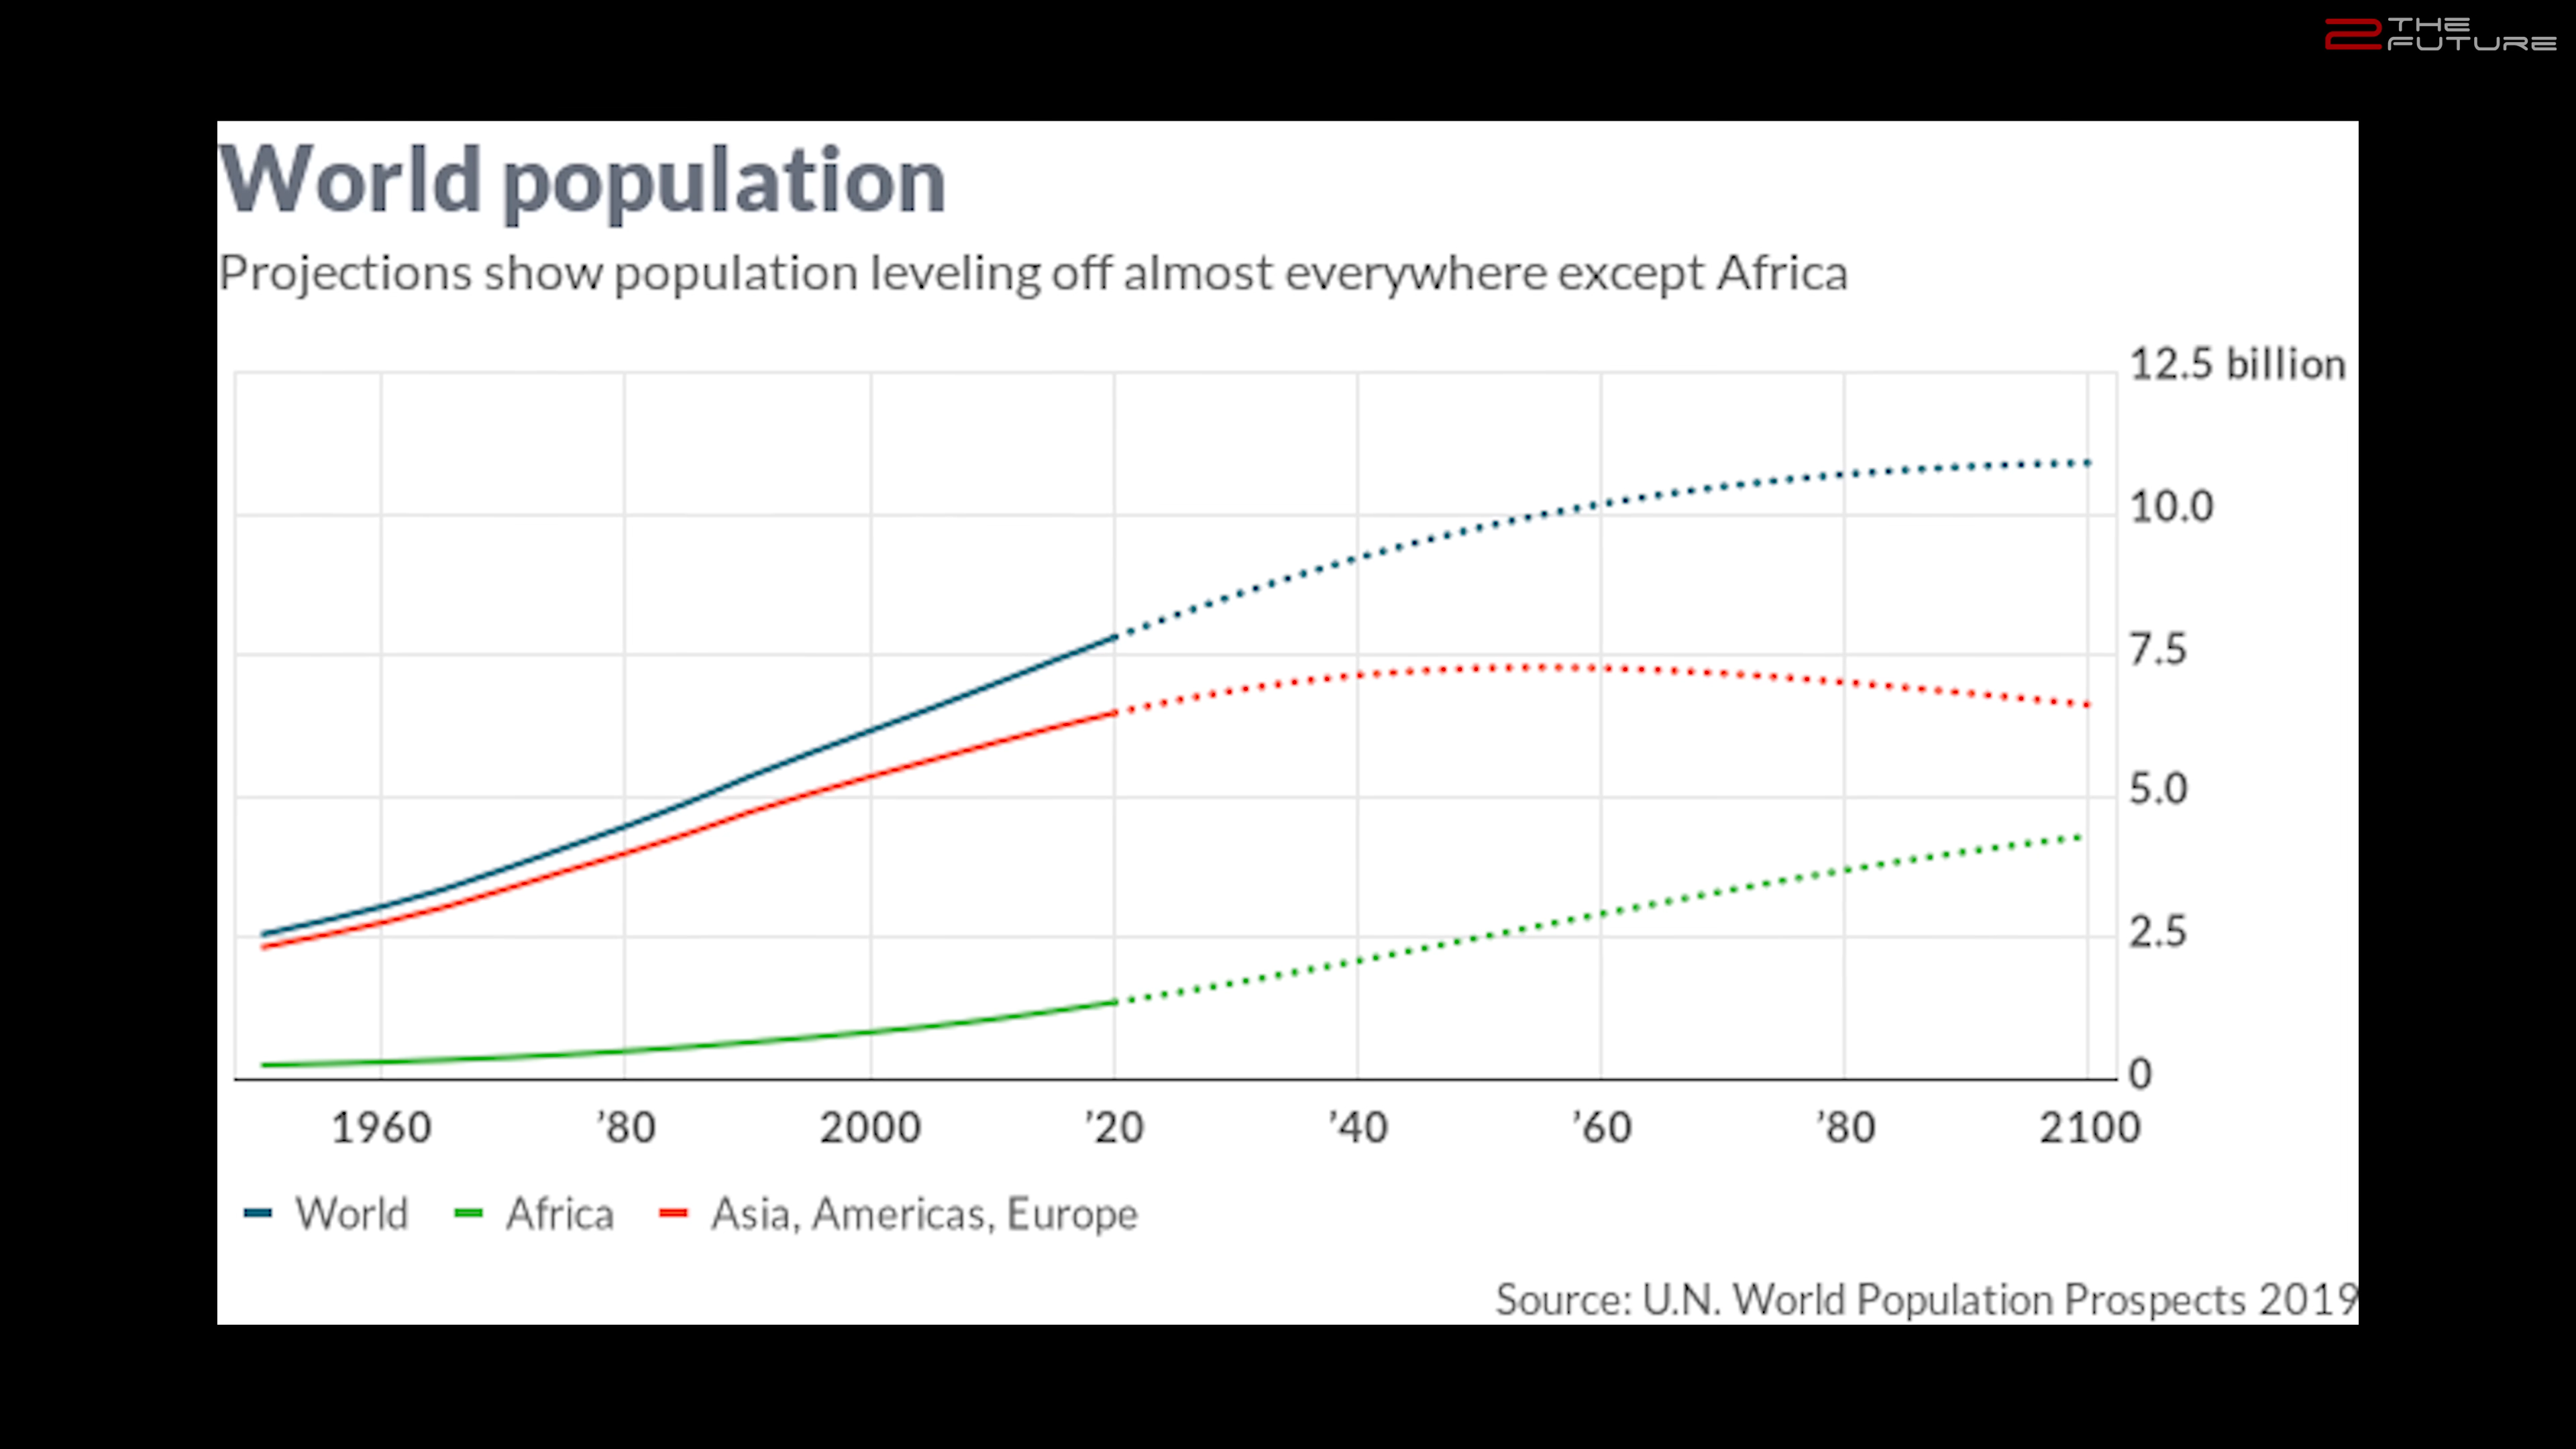 2 THE FUTURE
World population
Projections show population leveling off almost everywhere except Africa
12.5 billion
10.0
7.5
5.0
2.5
0
1960 ’80 2000 ’20 ’40 ’60 ’80 2100
World Africa Asia, Americas, Europe
Source: U.N. World Population Prospects 2019